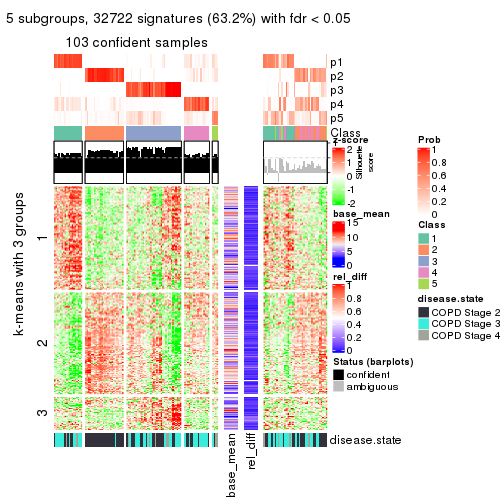 5 subgroups, 32722 signatures (63.2%) with fdr < 0.05
103 confident samples
p1
p2
p3
p4
p5
Class
z-score
2
1
0
-1
-2
Silhouette
score
base_mean
15
10
5
0
rel_diff
1
0.8
0.6
0.4
0.2
0
Status (barplots)
confident
ambiguous
Prob
1
0.8
0.6
0.4
0.2
0
Class
1
2
3
4
5
disease.state
COPD Stage 2
COPD Stage 3
COPD Stage 4
k-means with 3 groups
1
2
3
base_mean
rel_diff
disease.state